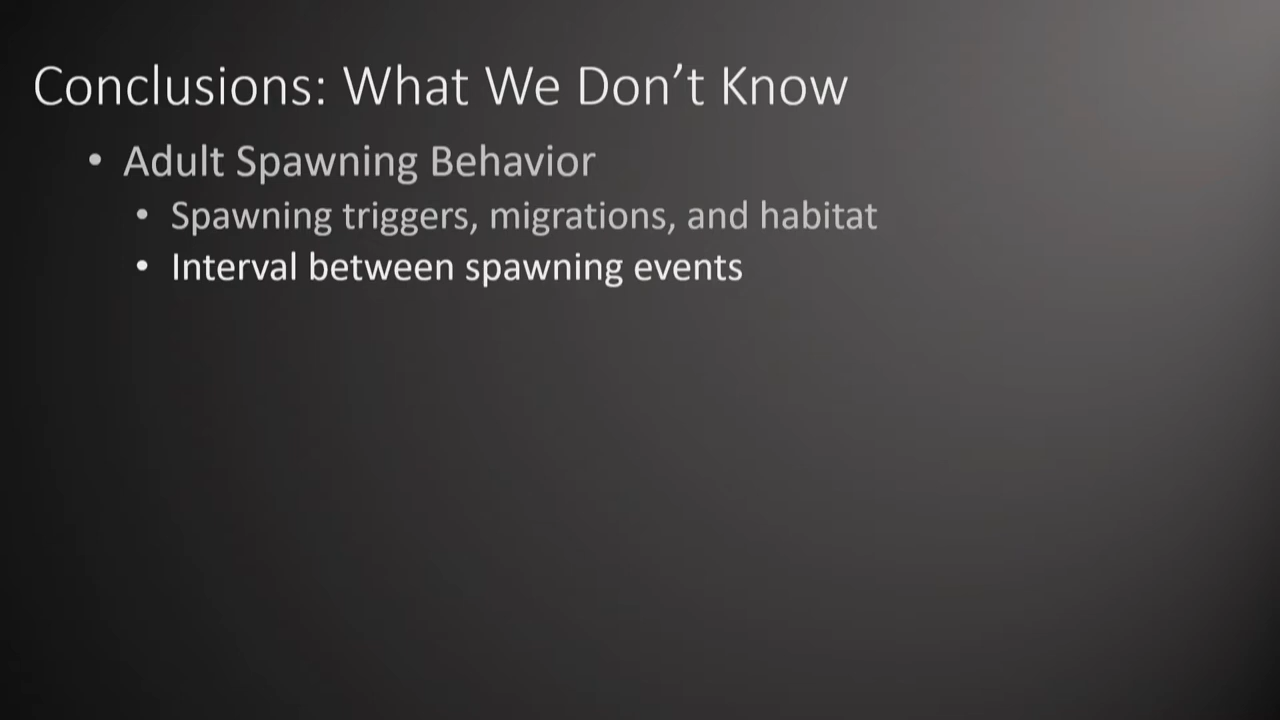 Conclusions: What We Don’t Know
• Adult Spawning Behavior
• Spawning triggers, migrations, and habitat
• Interval between spawning events